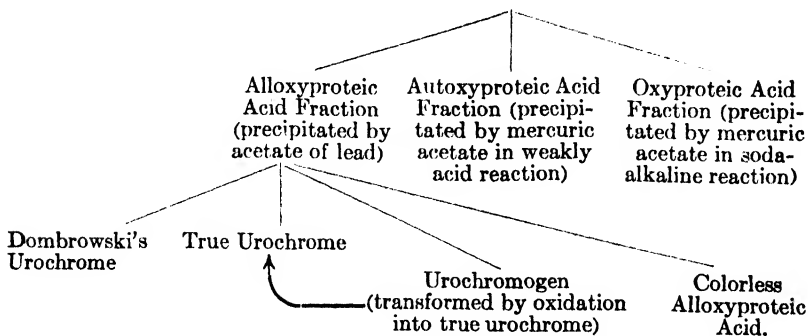 Alloxyproteic
Acid Fraction
(precipitated by
acetate of lead)
Autoxyproteic Acid
Fraction (precipi-
tated by mercuric
acetate in weakly
acid reaction)
Oxyproteic Acid
Fraction (precipi-
tated by mercuric
acetate in soda-
alkaline reaction)
Dombrowski's
Urochrome
True Urochrome
Urochromogen
(transformed by oxidation
into true urochrome)
Colorless
Alloxyproteic
Acid.